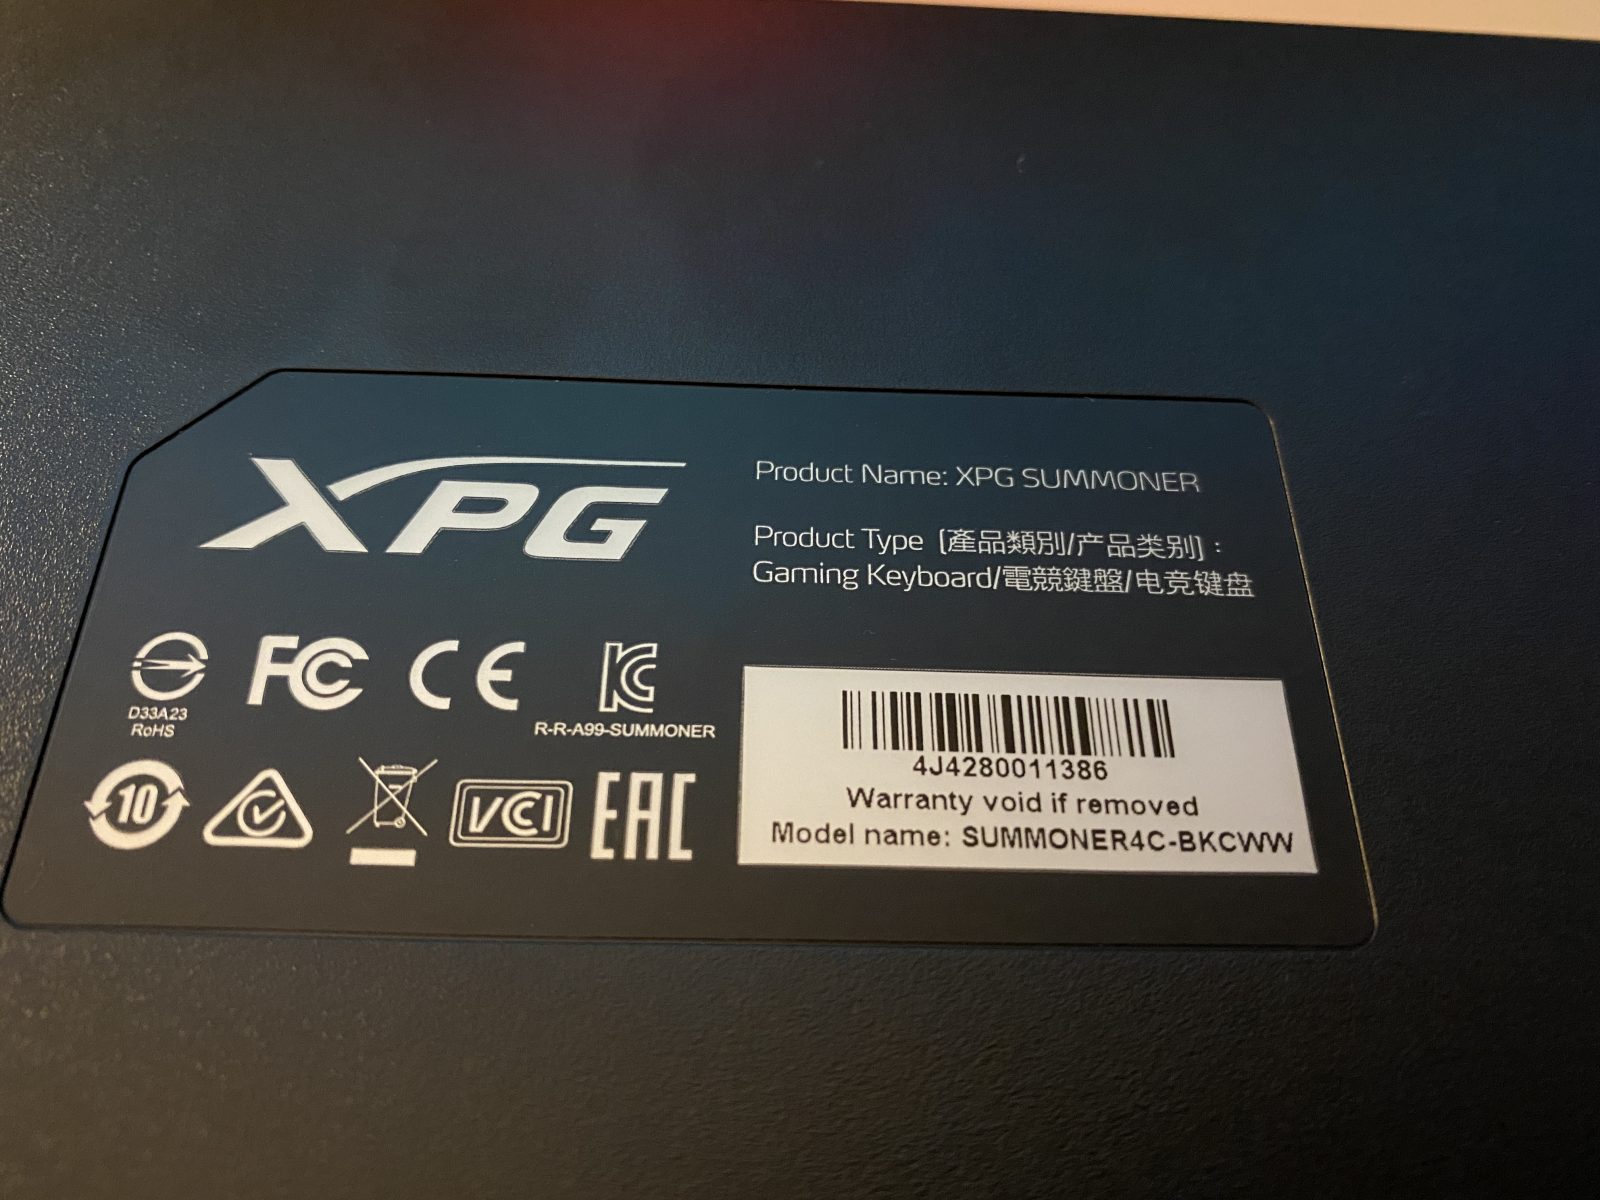 XPG
Product Name: XPG SUMMONER
Product Type [產品類別/产品类别]:
Gaming Keyboard/電競鍵盤/电竞键盘
FC CE KC
D33A23
RoHS
R-R-A99-SUMMONER
10 VCCI EAC
4J4280011386
Warranty void if removed
Model name: SUMMONER4C-BKCWW